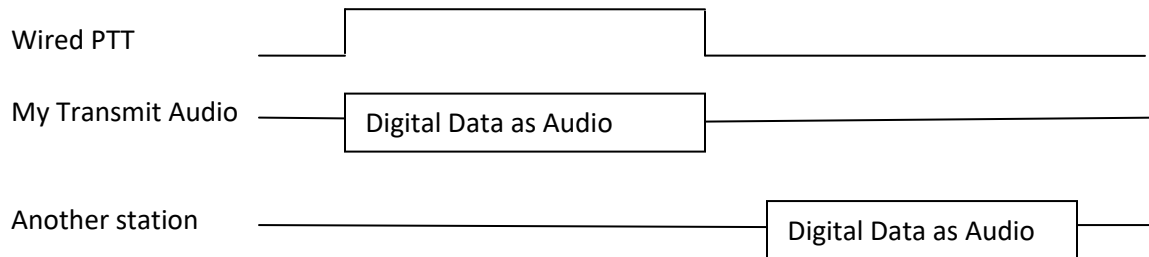 Wired PTT
My Transmit Audio
Digital Data as Audio
Another station
Digital Data as Audio